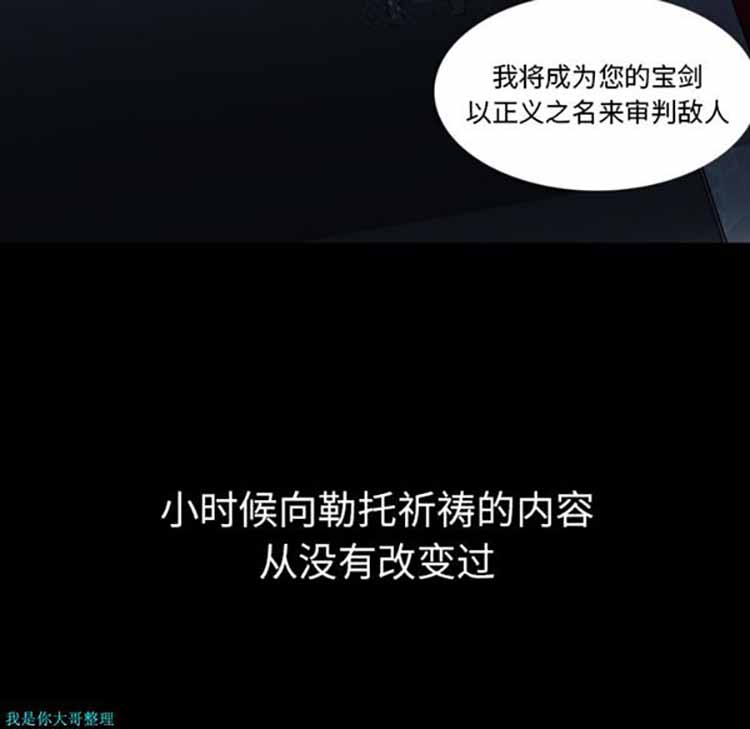 我将成为您的宝剑
以正义之名来审判敌人
小时候向勒托祈祷的内容
从没有改变过
我是你大哥整理